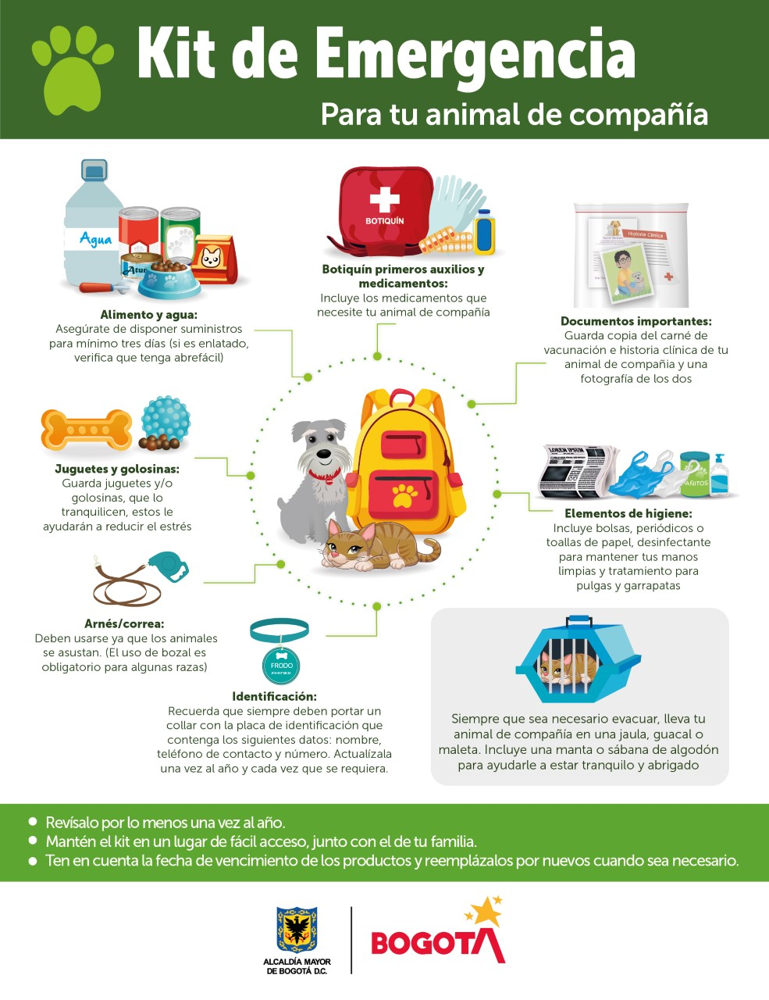 Kit de Emergencia
Para tu animal de compañía
Agua
Atun
BOTIQUÍN
Historia Clínica
Alimento y agua:
Asegúrate de disponer suministros
para mínimo tres días (si es enlatado,
verifica que tenga abrefácil)
Botiquín primeros auxilios y
medicamentos:
Incluye los medicamentos que
necesite tu animal de compañía
Documentos importantes:
Guarda copia del carné de
vacunación e historia clínica de tu
animal de compañia y una
fotografía de los dos
Juguetes y golosinas:
Guarda juguetes y/o
golosinas, que lo
tranquilicen, estos le
ayudarán a reducir el estrés
LOREM IPSUM
AÑITOS
Elementos de higiene:
Incluye bolsas, periódicos o
toallas de papel, desinfectante
para mantener tus manos
limpias y tratamiento para
pulgas y garrapatas
Arnés/correa:
Deben usarse ya que los animales
se asustan. (El uso de bozal es
obligatorio para algunas razas)
FRODO
Identificación:
Recuerda que siempre deben portar un
collar con la placa de identificación que
contenga los siguientes datos: nombre,
teléfono de contacto y número. Actualízala
una vez al año y cada vez que se requiera.
Siempre que sea necesario evacuar, lleva tu
animal de compañía en una jaula, guacal o
maleta. Incluye una manta o sábana de algodón
para ayudarle a estar tranquilo y abrigado
Revísalo por lo menos una vez al año.
Mantén el kit en un lugar de fácil acceso, junto con el de tu familia.
Ten en cuenta la fecha de vencimiento de los productos y reemplázalos por nuevos cuando sea necesario.
ALCALDÍA MAYOR
DE BOGOTÁ D.C.
BOGOTÁ